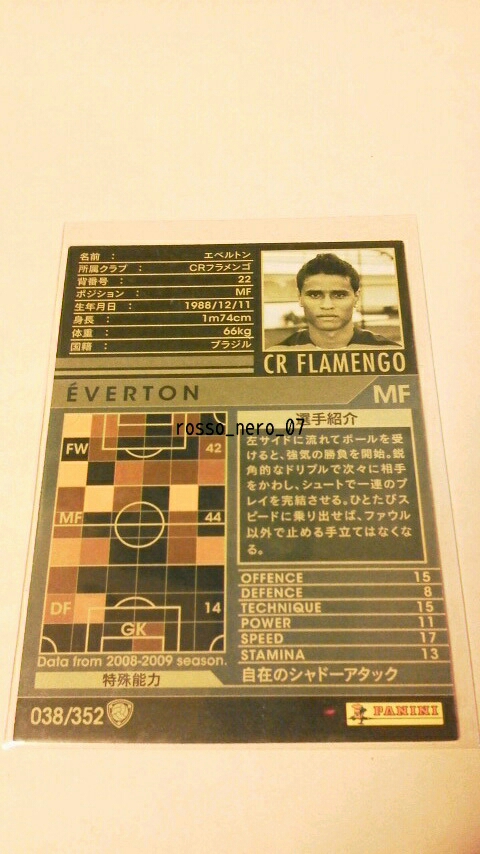 名前 : エベルトン
所属クラブ : CRフラメンゴ
背番号 : 22
ポジション : MF
生年月日 : 1988/12/11
身長 : 1m74cm
体重 : 66kg
国籍 : ブラジル
CR FLAMENGO
ÉVERTON
MF
選手紹介
rosso_nero_07
左サイドに流れてボールを受
けると、強気の勝負を開始。鋭
角的なドリブルで次々に相手
をかわし、シュートで一連のプ
レイを完結させる。ひとたびス
ピードに乗り出せば、ファウル
以外で止める手立てはなくな
る。
FW 42
MF 44
DF 14
GK
Data from 2008-2009 season.
OFFENCE 15
DEFENCE 8
TECHNIQUE 15
POWER 11
SPEED 17
STAMINA 13
特殊能力
自在のシャドーアタック
038/352
PANINI